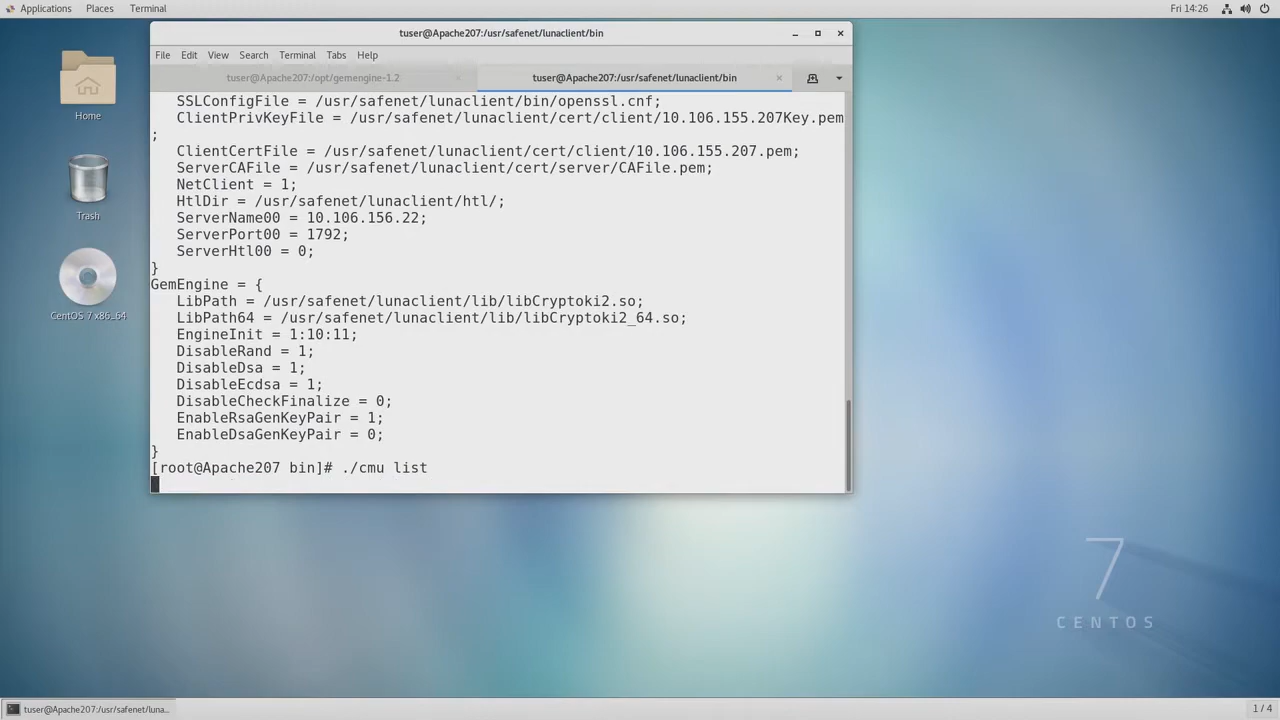 Applications Places Terminal Fri 14:26
tuser@Apache207:/usr/safenet/lunaclient/bin
File Edit View Search Terminal Tabs Help
tuser@Apache207:/opt/gemengine-1.2 tuser@Apache207:/usr/safenet/lunaclient/bin
SSLConfigFile = /usr/safenet/lunaclient/bin/openssl.cnf;
ClientPrivKeyFile = /usr/safenet/lunaclient/cert/client/10.106.155.207Key.pem
;
ClientCertFile = /usr/safenet/lunaclient/cert/client/10.106.155.207.pem;
ServerCAFile = /usr/safenet/lunaclient/cert/server/CAFile.pem;
NetClient = 1;
HtlDir = /usr/safenet/lunaclient/htl/;
ServerName00 = 10.106.156.22;
ServerPort00 = 1792;
ServerHtl00 = 0;
}
GemEngine = {
LibPath = /usr/safenet/lunaclient/lib/libCryptoki2.so;
LibPath64 = /usr/safenet/lunaclient/lib/libCryptoki2_64.so;
EngineInit = 1:10:11;
DisableRand = 1;
DisableDsa = 1;
DisableEcdsa = 1;
DisableCheckFinalize = 0;
EnableRsaGenKeyPair = 1;
EnableDsaGenKeyPair = 0;
}
[root@Apache207 bin]# ./cmu list
Home
Trash
CentOS 7 x86_64
7
CENTOS
tuser@Apache207:/usr/safenet/luna... 1 / 4